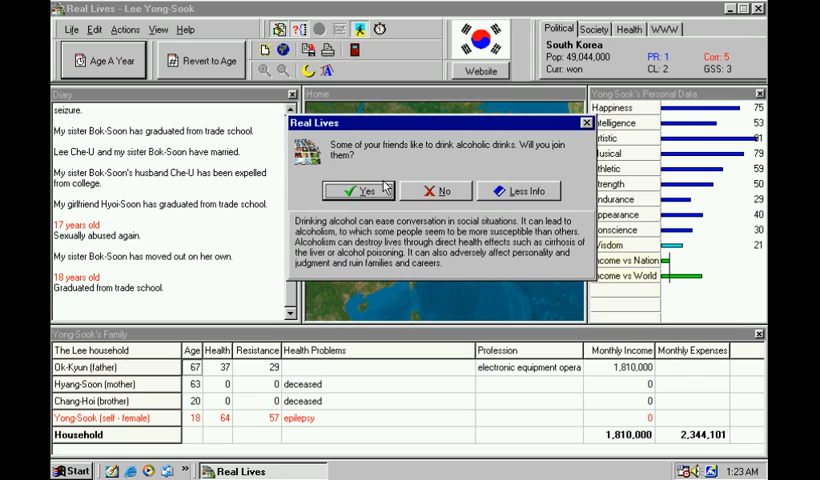 Real Lives - Lee Yong-Sook
Life Edit Actions View Help
Age A Year
Revert to Age
Website
Political Society Health WWW
South Korea
Pop: 49,044,000 PR: 1 Corr: 5
Curr: won CL: 2 GSS: 3
Diary
seizure.
My sister Bok-Soon has graduated from trade school.
Lee Che-U and my sister Bok-Soon have married.
My sister Bok-Soon's husband Che-U has been expelled
from college.
My girlfriend Hyoi-Soon has graduated from trade school.
17 years old
Sexually abused again.
My sister Bok-Soon has moved out on her own.
18 years old
Graduated from trade school.
Home
Real Lives
Some of your friends like to drink alcoholic drinks. Will you join
them?
Yes No Less Info
Drinking alcohol can ease conversation in social situations. It can lead to
alcoholism, to which some people seem to be more susceptible than others.
Alcoholism can destroy lives through direct health effects such as cirrhosis of
the liver or alcohol poisoning. It can also adversely affect personality and
judgment and ruin families and careers.
Yong-Sook's Personal Data
Happiness 75
ntelligence 53
rtistic 81
usical 79
thletic 57
trength 50
ndurance 29
ppearance 40
onscience 30
isdom 21
ncome vs Nation
ncome vs World
Yong-Sook's Family
The Lee household Age Health Resistance Health Problems Profession Monthly Income Monthly Expenses
Ok-Kyun (father) 67 37 29 electronic equipment opera 1,810,000
Hyang-Soon (mother) 63 0 0 deceased 0
Chang-Hoi (brother) 20 0 0 deceased 0
Yong-Sook (self - female) 18 64 57 epilepsy 0
Household 1,810,000 2,344,101
Start
Real Lives
1:23 AM